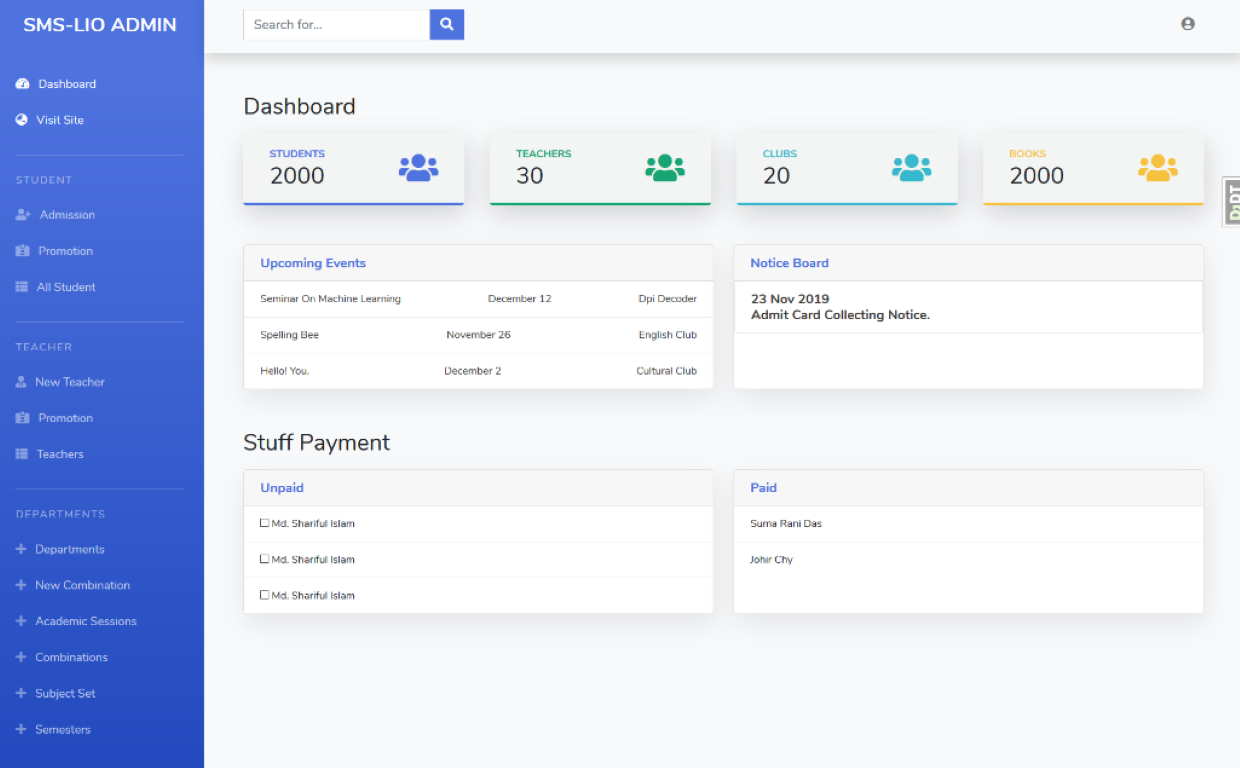 SMS-LIO ADMIN
Search for...
Dashboard
Visit Site
STUDENT
Admission
Promotion
All Student
TEACHER
New Teacher
Promotion
Teachers
DEPARTMENTS
Departments
New Combination
Academic Sessions
Combinations
Subject Set
Semesters
Dashboard
STUDENTS
2000
TEACHERS
30
CLUBS
20
BOOKS
2000
Upcoming Events
Seminar On Machine Learning December 12 Dpi Decoder
Spelling Bee November 26 English Club
Hello! You. December 2 Cultural Club
Notice Board
23 Nov 2019
Admit Card Collecting Notice.
Stuff Payment
Unpaid
Md. Shariful Islam
Md. Shariful Islam
Md. Shariful Islam
Paid
Suma Rani Das
Johir Chy
DjDT